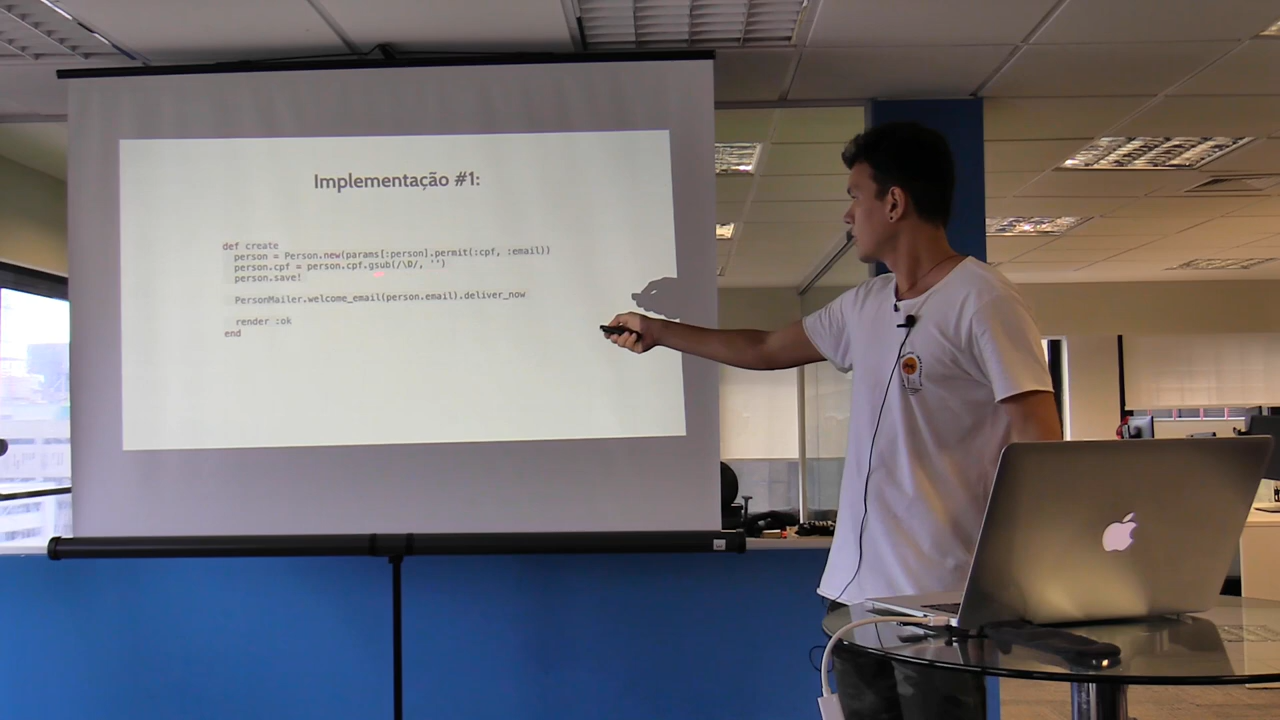 Implementação #1:
def create
person = Person.new(params[:person].permit(:cpf, :email))
person.cpf = person.cpf.gsub(/\D/, '')
person.save!
PersonMailer.welcome_email(person.email).deliver_now
render :ok
end